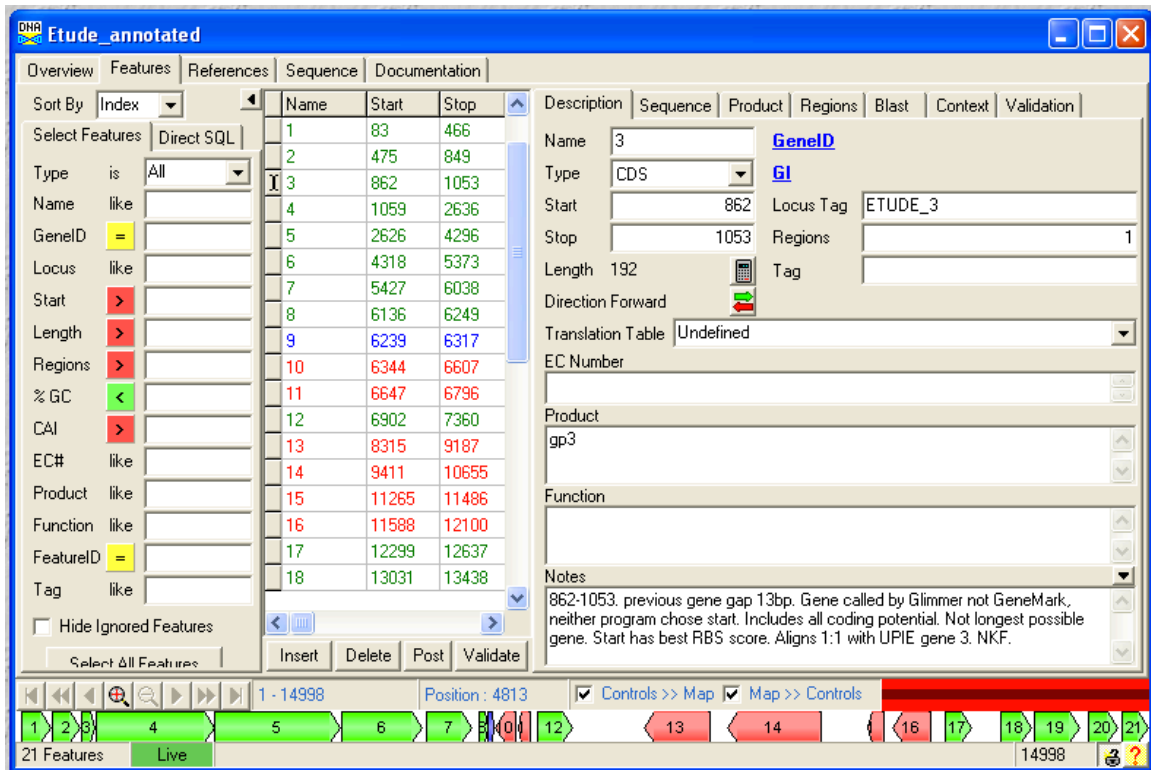 DNA Etude_annotated
Overview Features References Sequence Documentation
Sort By Index
Select Features Direct SQL
Type is All
Name like
GeneID =
Locus like
Start >
Length >
Regions >
% GC <
CAI >
EC# like
Product like
Function like
FeatureID =
Tag like
Hide Ignored Features
Select All Features
Name Start Stop
1 83 466
2 475 849
3 862 1053
4 1059 2636
5 2626 4296
6 4318 5373
7 5427 6038
8 6136 6249
9 6239 6317
10 6344 6607
11 6647 6796
12 6902 7360
13 8315 9187
14 9411 10655
15 11265 11486
16 11588 12100
17 12299 12637
18 13031 13438
Insert Delete Post Validate
Description Sequence Product Regions Blast Context Validation
Name 3 GeneID
Type CDS GI
Start 862 Locus Tag ETUDE_3
Stop 1053 Regions 1
Length 192 Tag
Direction Forward
Translation Table Undefined
EC Number
Product
gp3
Function
Notes
862-1053. previous gene gap 13bp. Gene called by Glimmer not GeneMark,
neither program chose start. Includes all coding potential. Not longest possible
gene. Start has best RBS score. Aligns 1:1 with UPIE gene 3. NKF.
1 - 14998 Position : 4813 Controls >> Map Map >> Controls
1 2 3 4 5 6 7 12 13 14 16 17 18 19 20 21
21 Features Live 14998 ?